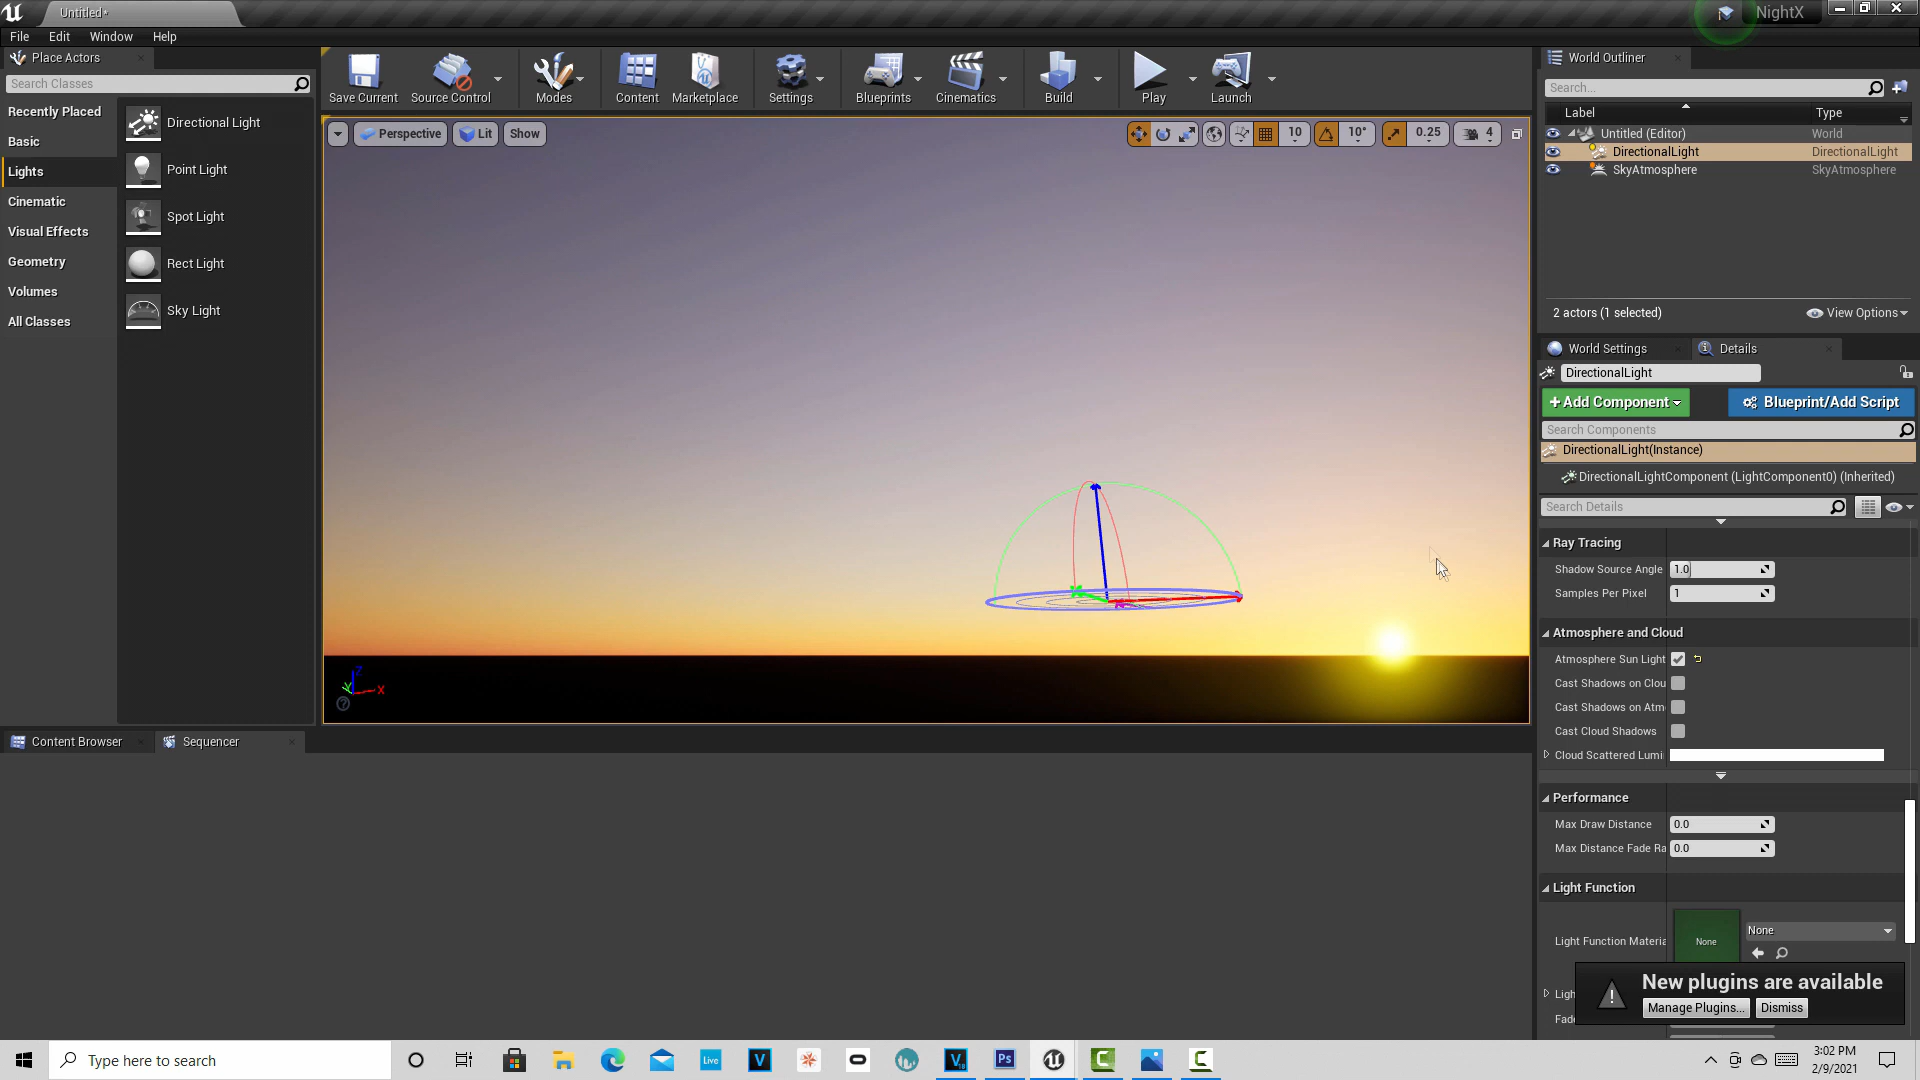 Untitled*
NightX
File Edit Window Help
Place Actors
Search Classes
Recently Placed
Basic
Lights
Cinematic
Visual Effects
Geometry
Volumes
All Classes
Directional Light
Point Light
Spot Light
Rect Light
Sky Light
Save Current Source Control Modes Content Marketplace Settings Blueprints Cinematics Build Play Launch
Perspective Lit Show
10 10° 0.25 4
Z
Y X
World Outliner
Search...
Label Type
Untitled (Editor) World
DirectionalLight DirectionalLight
SkyAtmosphere SkyAtmosphere
2 actors (1 selected) View Options
World Settings Details
DirectionalLight
+Add Component Blueprint/Add Script
Search Components
DirectionalLight(Instance)
DirectionalLightComponent (LightComponent0) (Inherited)
Search Details
Ray Tracing
Shadow Source Angle 1.0
Samples Per Pixel 1
Atmosphere and Cloud
Atmosphere Sun Light
Cast Shadows on Clou
Cast Shadows on Atm
Cast Cloud Shadows
Cloud Scattered Lumi
Performance
Max Draw Distance 0.0
Max Distance Fade Ra 0.0
Light Function
Light Function Materia None None
Ligh
Fade
New plugins are available
Manage Plugins... Dismiss
Content Browser Sequencer
Type here to search
Live
Ps
3:02 PM
2/9/2021